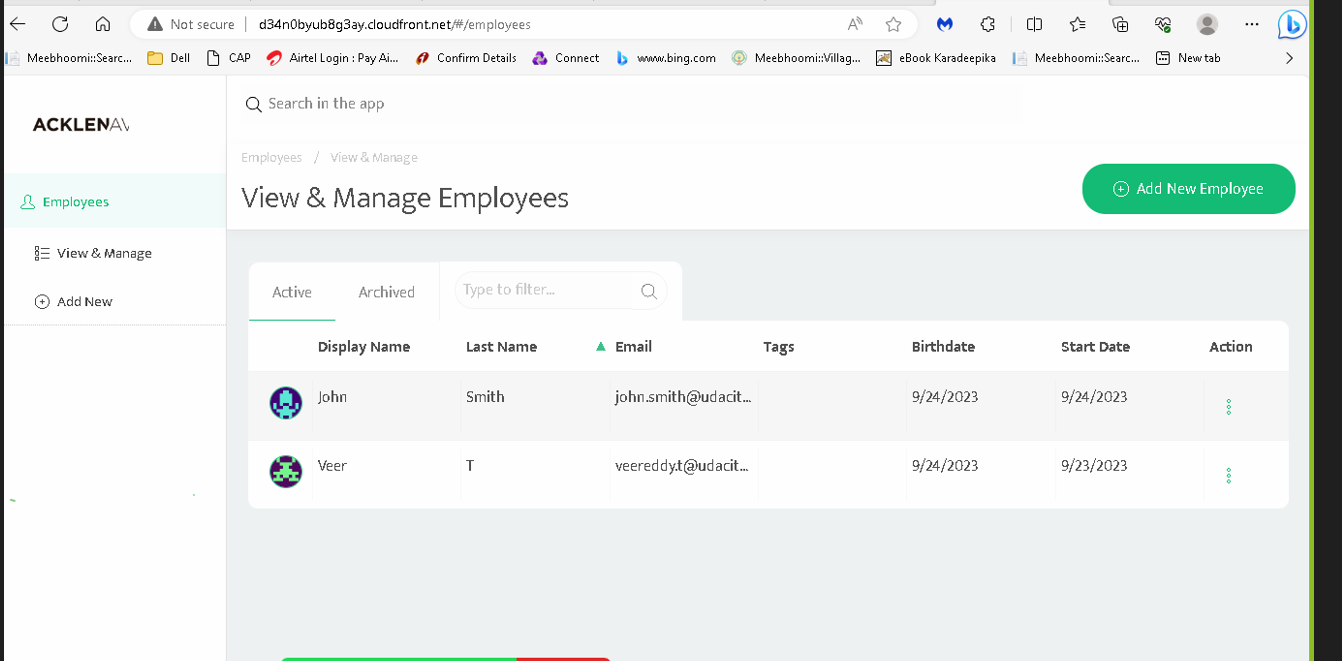 Not secure d34n0byub8g3ay.cloudfront.net/#/employees
Meebhoomi::Searc... Dell CAP Airtel Login : Pay Ai... Confirm Details Connect www.bing.com Meebhoomi::Villag... eBook Karadeepika Meebhoomi::Searc... New tab
Search in the app
ACKLENAV
Employees / View & Manage
View & Manage Employees
Add New Employee
Employees
View & Manage
Add New
Active Archived Type to filter...
Display Name Last Name Email Tags Birthdate Start Date Action
John Smith john.smith@udacit... 9/24/2023 9/24/2023
Veer T veereddy.t@udacit... 9/24/2023 9/23/2023